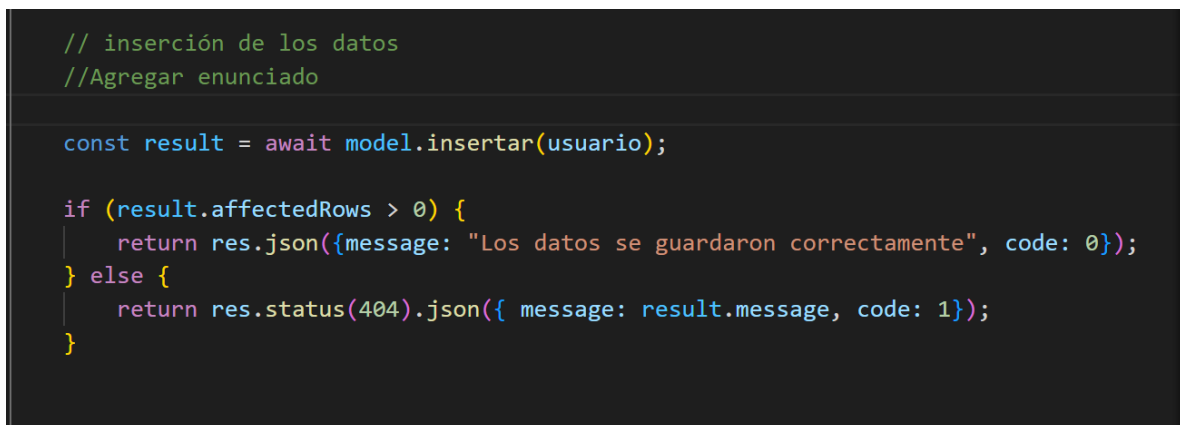 // inserción de los datos
//Agregar enunciado
const result = await model.insertar(usuario);
if (result.affectedRows > 0) {
return res.json({message: "Los datos se guardaron correctamente", code: 0});
} else {
return res.status(404).json({ message: result.message, code: 1});
}